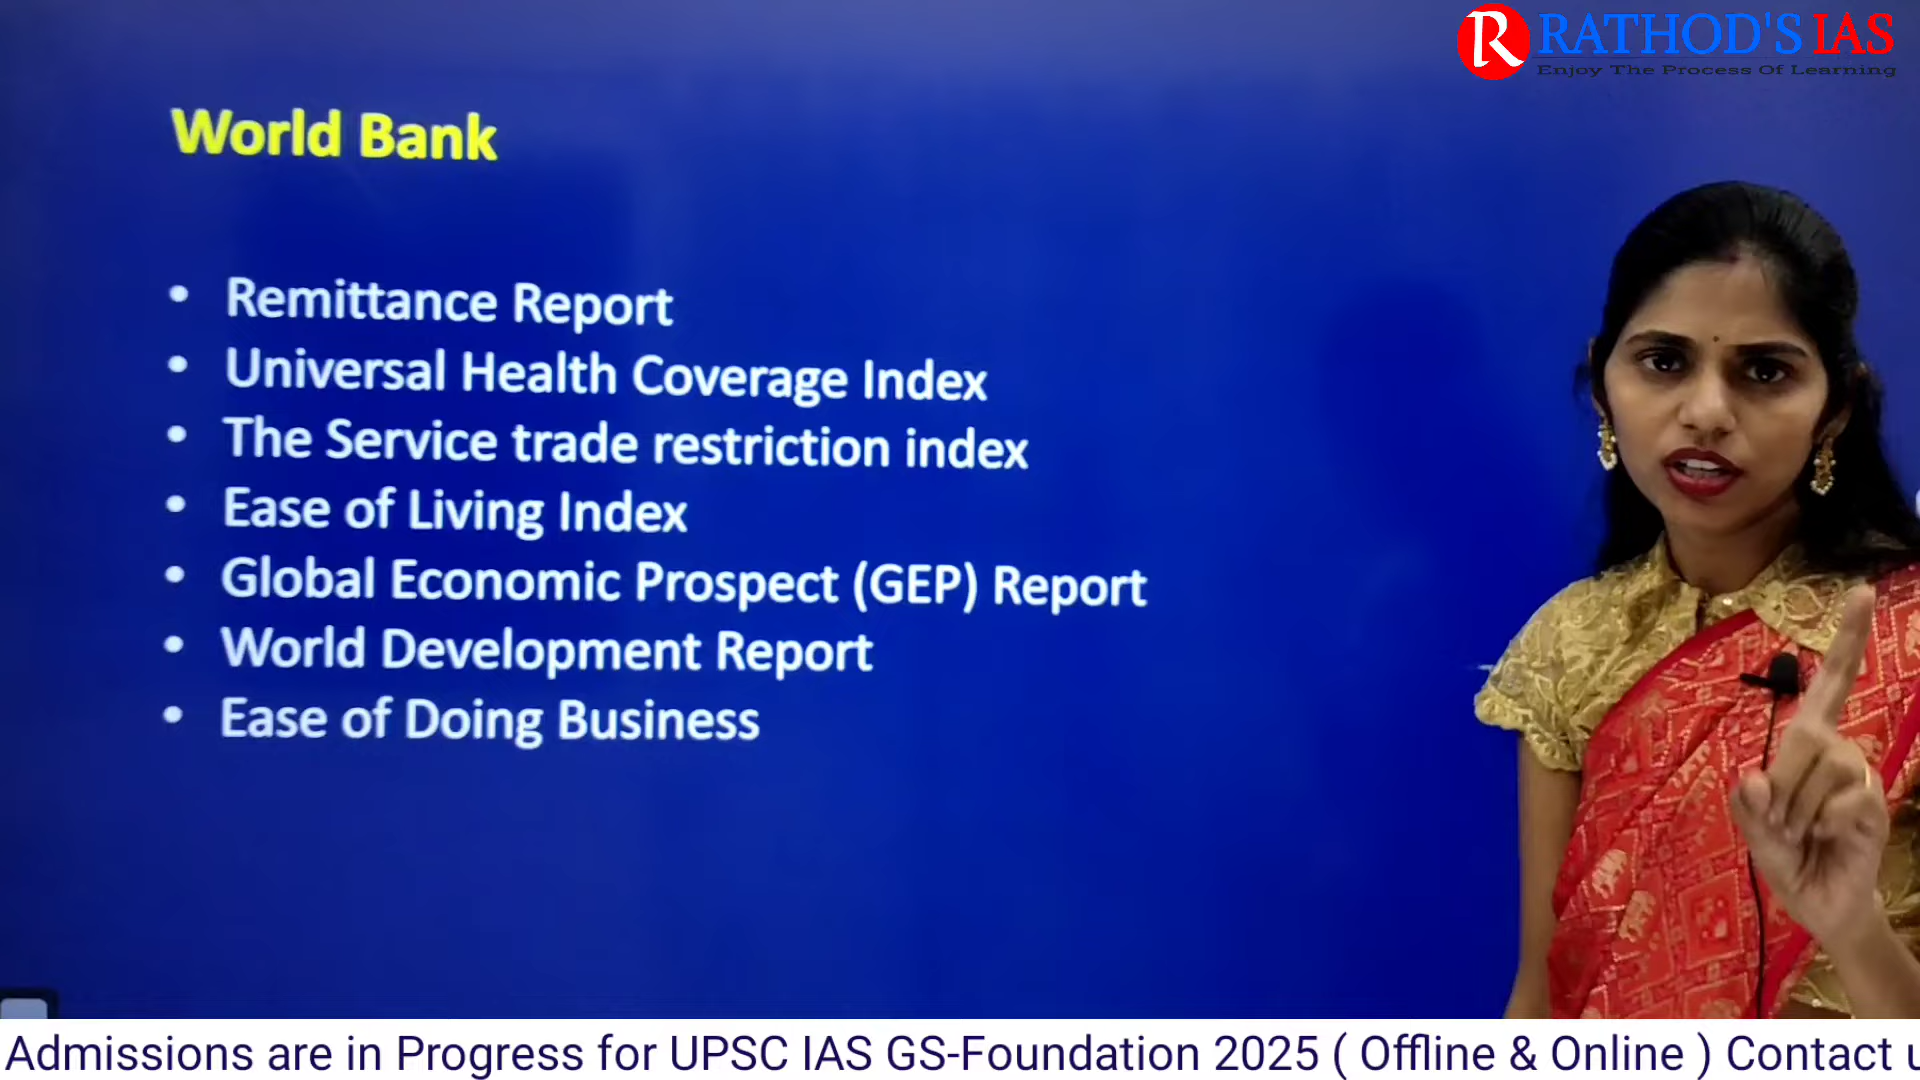 RATHOD'S IAS
Enjoy The Process Of Learning
World Bank
• Remittance Report
• Universal Health Coverage Index
• The Service trade restriction index
• Ease of Living Index
• Global Economic Prospect (GEP) Report
• World Development Report
• Ease of Doing Business
Admissions are in Progress for UPSC IAS GS-Foundation 2025 ( Offline & Online ) Contact